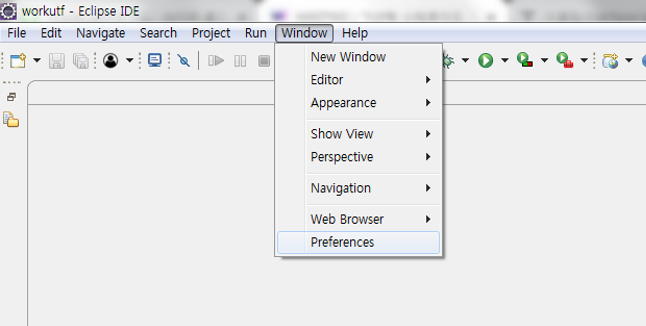 workutf - Eclipse IDE
File Edit Navigate Search Project Run Window Help
New Window
Editor
Appearance
Show View
Perspective
Navigation
Web Browser
Preferences